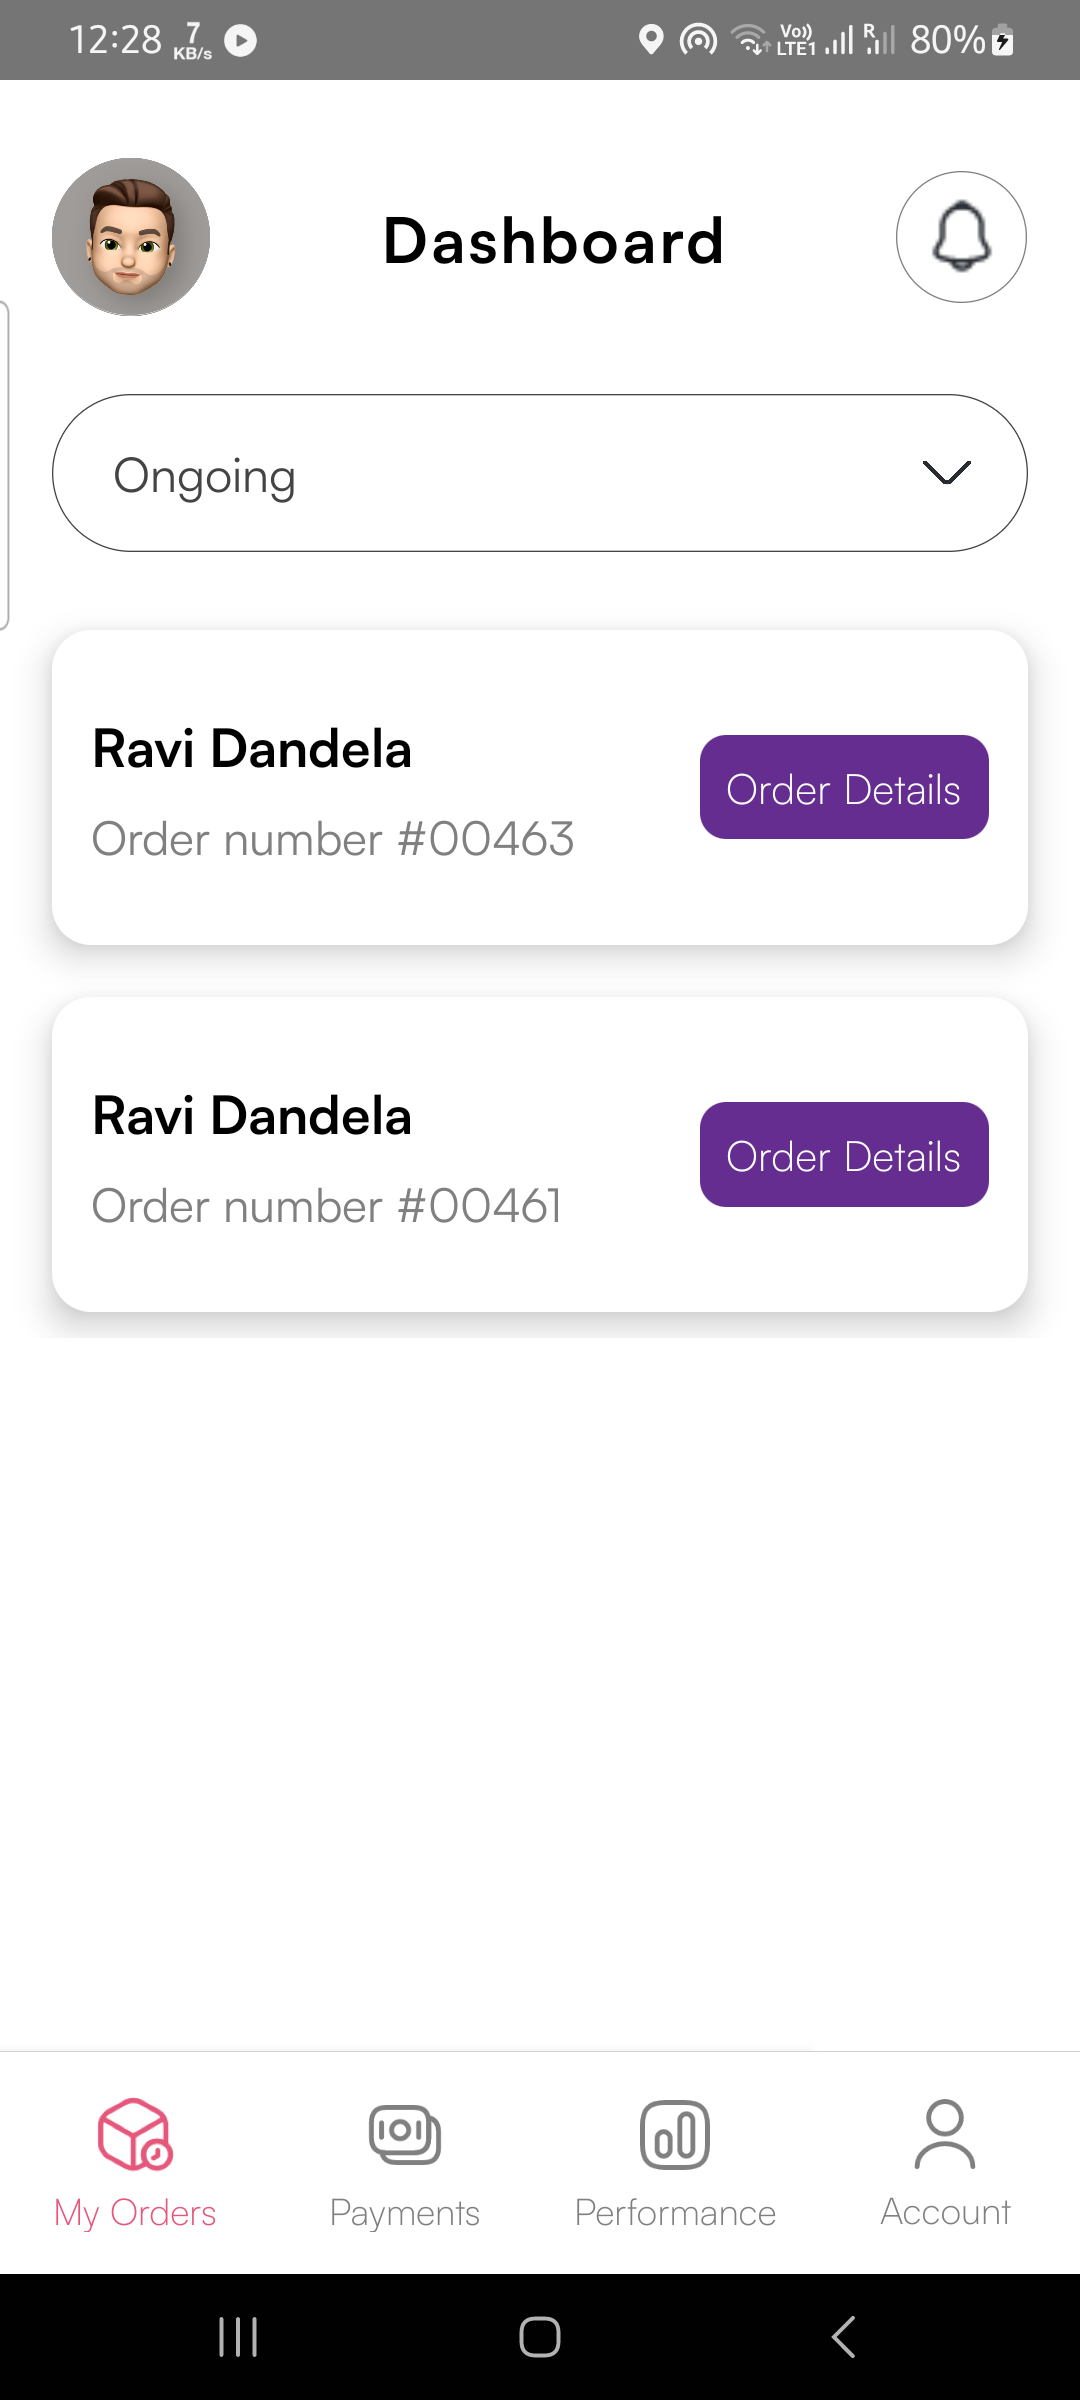 12:28 7 KB/s Vo)) LTE1 R 80%
Dashboard
Ongoing
Ravi Dandela
Order number #00463
Order Details
Ravi Dandela
Order number #00461
Order Details
My Orders Payments Performance Account